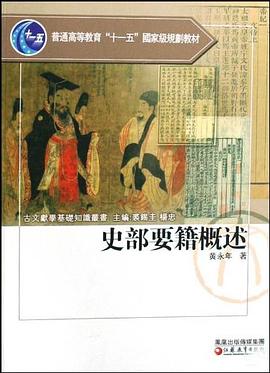 十一五
普通高等教育“十一五”國家級規劃教材
古文獻學基礎知識叢書 主編 裘錫圭 楊忠
史部要籍概述
黃永年 著
鳳凰出版傳媒集團
江蘇教育出版社